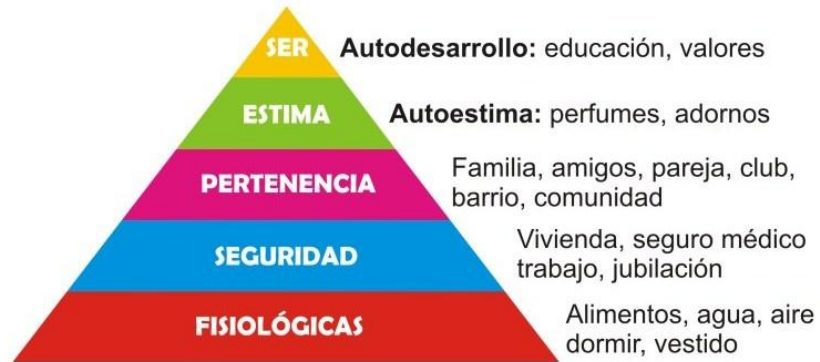 SER
Autodesarrollo: educación, valores
ESTIMA
Autoestima: perfumes, adornos
PERTENENCIA
Familia, amigos, pareja, club,
barrio, comunidad
SEGURIDAD
Vivienda, seguro médico
trabajo, jubilación
FISIOLÓGICAS
Alimentos, agua, aire
dormir, vestido